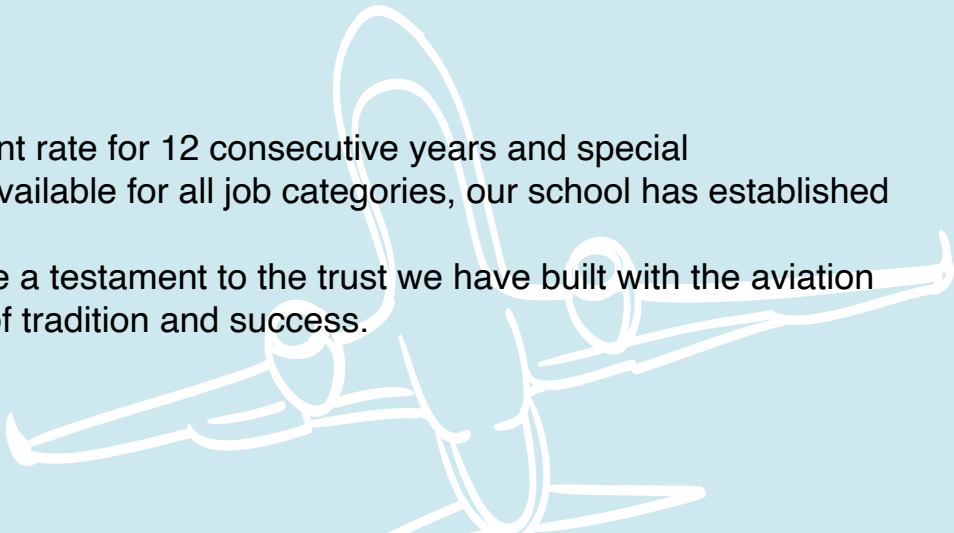 nt rate for 12 consecutive years and special
vailable for all job categories, our school has established
e a testament to the trust we have built with the aviation
of tradition and success.